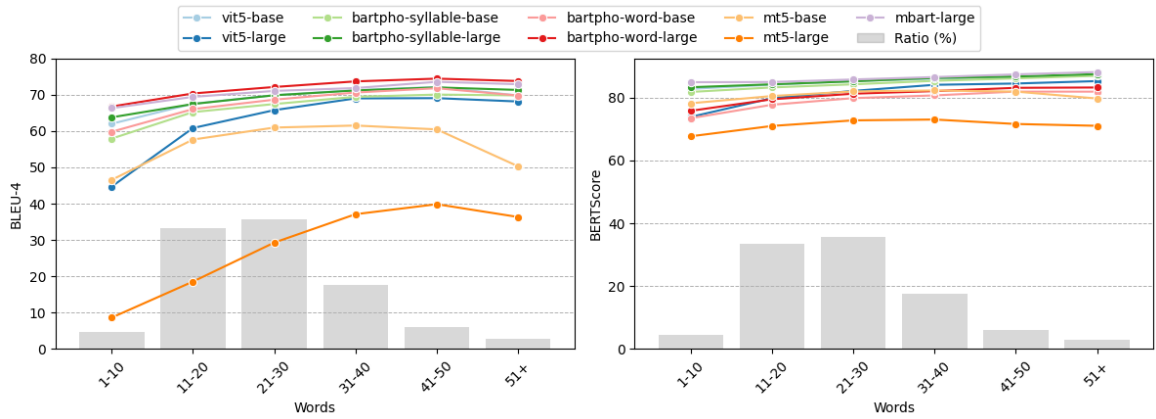 vit5-base bartpho-syllable-base bartpho-word-base mt5-base mbart-large
vit5-large bartpho-syllable-large bartpho-word-large mt5-large Ratio (%)
80
70
60
50
40
30
20
10
0
BLEU-4
1-10 11-20 21-30 31-40 41-50 51+
Words
80
60
40
20
0
BERTScore
1-10 11-20 21-30 31-40 41-50 51+
Words